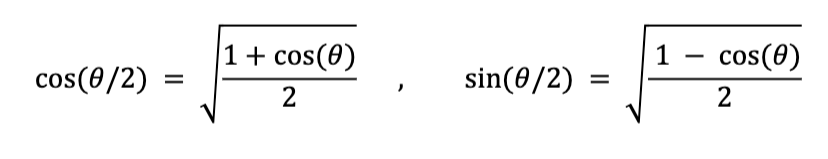 cos(θ/2) = √((1 + cos(θ))/2) , sin(θ/2) = √((1 − cos(θ))/2)